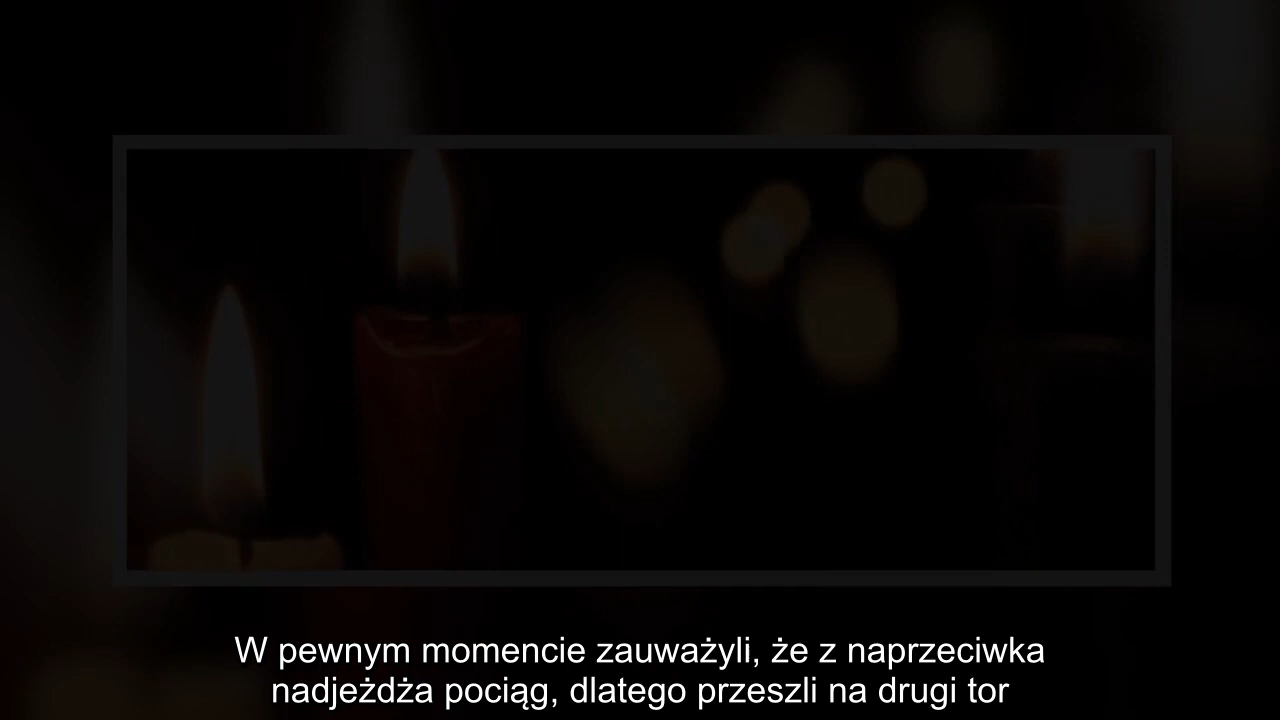 W pewnym momencie zauważyli, że z naprzeciwka
nadjeżdża pociąg, dlatego przeszli na drugi tor